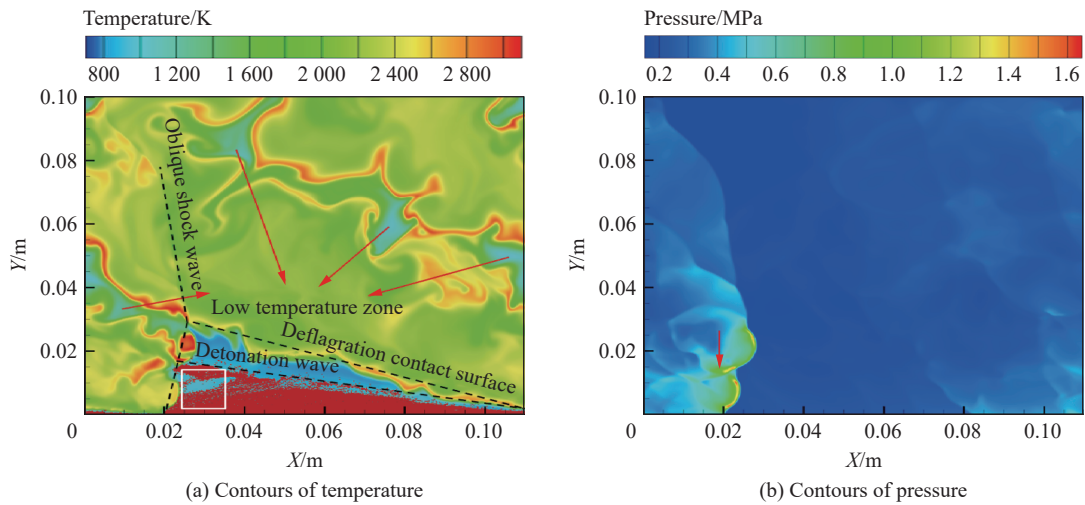 Temperature/K
800 1 200 1 600 2 000 2 400 2 800
0.10
0.08
0.06
0.04
0.02
0 0.02 0.04 0.06 0.08 0.10
Y/m
X/m
Oblique shock wave
Low temperature zone
Deflagration contact surface
Detonation wave
(a) Contours of temperature
Pressure/MPa
0.2 0.4 0.6 0.8 1.0 1.2 1.4 1.6
0.10
0.08
0.06
0.04
0.02
0 0.02 0.04 0.06 0.08 0.10
Y/m
X/m
(b) Contours of pressure